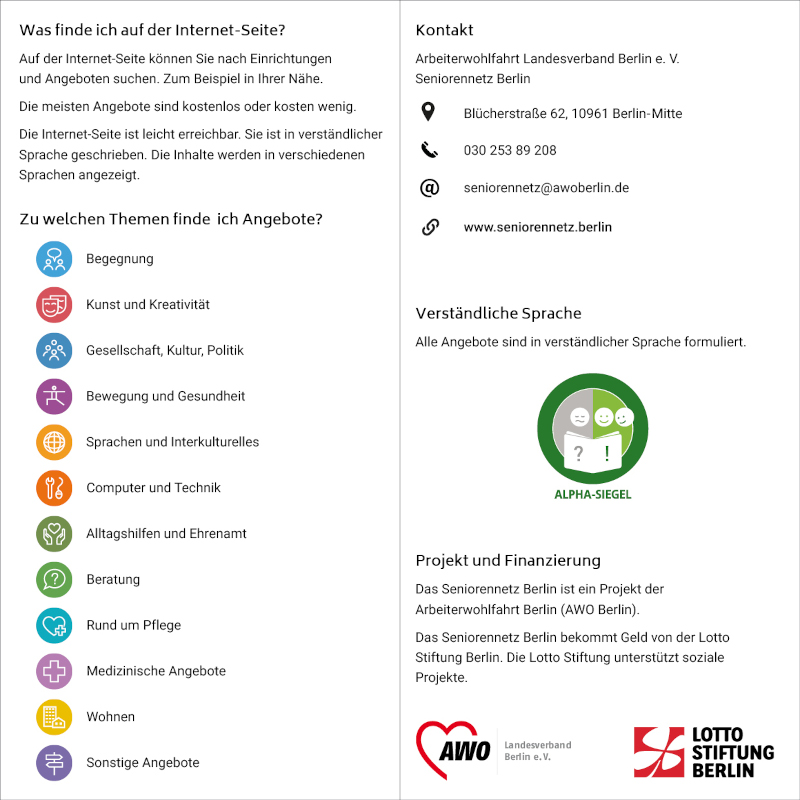 Was finde ich auf der Internet-Seite?
Auf der Internet-Seite können Sie nach Einrichtungen
und Angeboten suchen. Zum Beispiel in Ihrer Nähe.
Die meisten Angebote sind kostenlos oder kosten wenig.
Die Internet-Seite ist leicht erreichbar. Sie ist in verständlicher
Sprache geschrieben. Die Inhalte werden in verschiedenen
Sprachen angezeigt.
Zu welchen Themen finde ich Angebote?
Begegnung
Kunst und Kreativität
Gesellschaft, Kultur, Politik
Bewegung und Gesundheit
Sprachen und Interkulturelles
Computer und Technik
Alltagshilfen und Ehrenamt
Beratung
Rund um Pflege
Medizinische Angebote
Wohnen
Sonstige Angebote
Kontakt
Arbeiterwohlfahrt Landesverband Berlin e. V.
Seniorennetz Berlin
Blücherstraße 62, 10961 Berlin-Mitte
030 253 89 208
seniorennetz@awoberlin.de
www.seniorennetz.berlin
Verständliche Sprache
Alle Angebote sind in verständlicher Sprache formuliert.
? !
ALPHA-SIEGEL
Projekt und Finanzierung
Das Seniorennetz Berlin ist ein Projekt der
Arbeiterwohlfahrt Berlin (AWO Berlin).
Das Seniorennetz Berlin bekommt Geld von der Lotto
Stiftung Berlin. Die Lotto Stiftung unterstützt soziale
Projekte.
AWO
Landesverband
Berlin e.V.
LOTTO
STIFTUNG
BERLIN